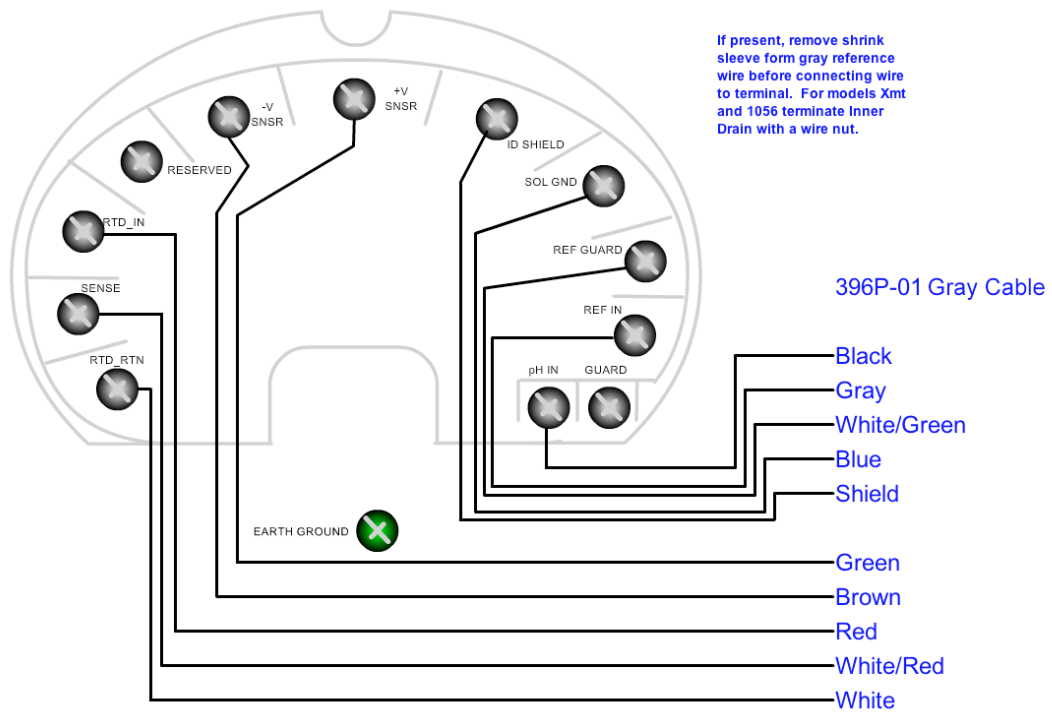 If present, remove shrink
sleeve form gray reference
wire before connecting wire
to terminal.  For models Xmt
and 1056 terminate Inner
Drain with a wire nut.
-V
SNSR
+V
SNSR
ID SHIELD
RESERVED
SOL GND
RTD_IN
REF GUARD
SENSE
REF IN
RTD_RTN
pH IN
GUARD
EARTH GROUND
396P-01 Gray Cable
Black
Gray
White/Green
Blue
Shield
Green
Brown
Red
White/Red
White